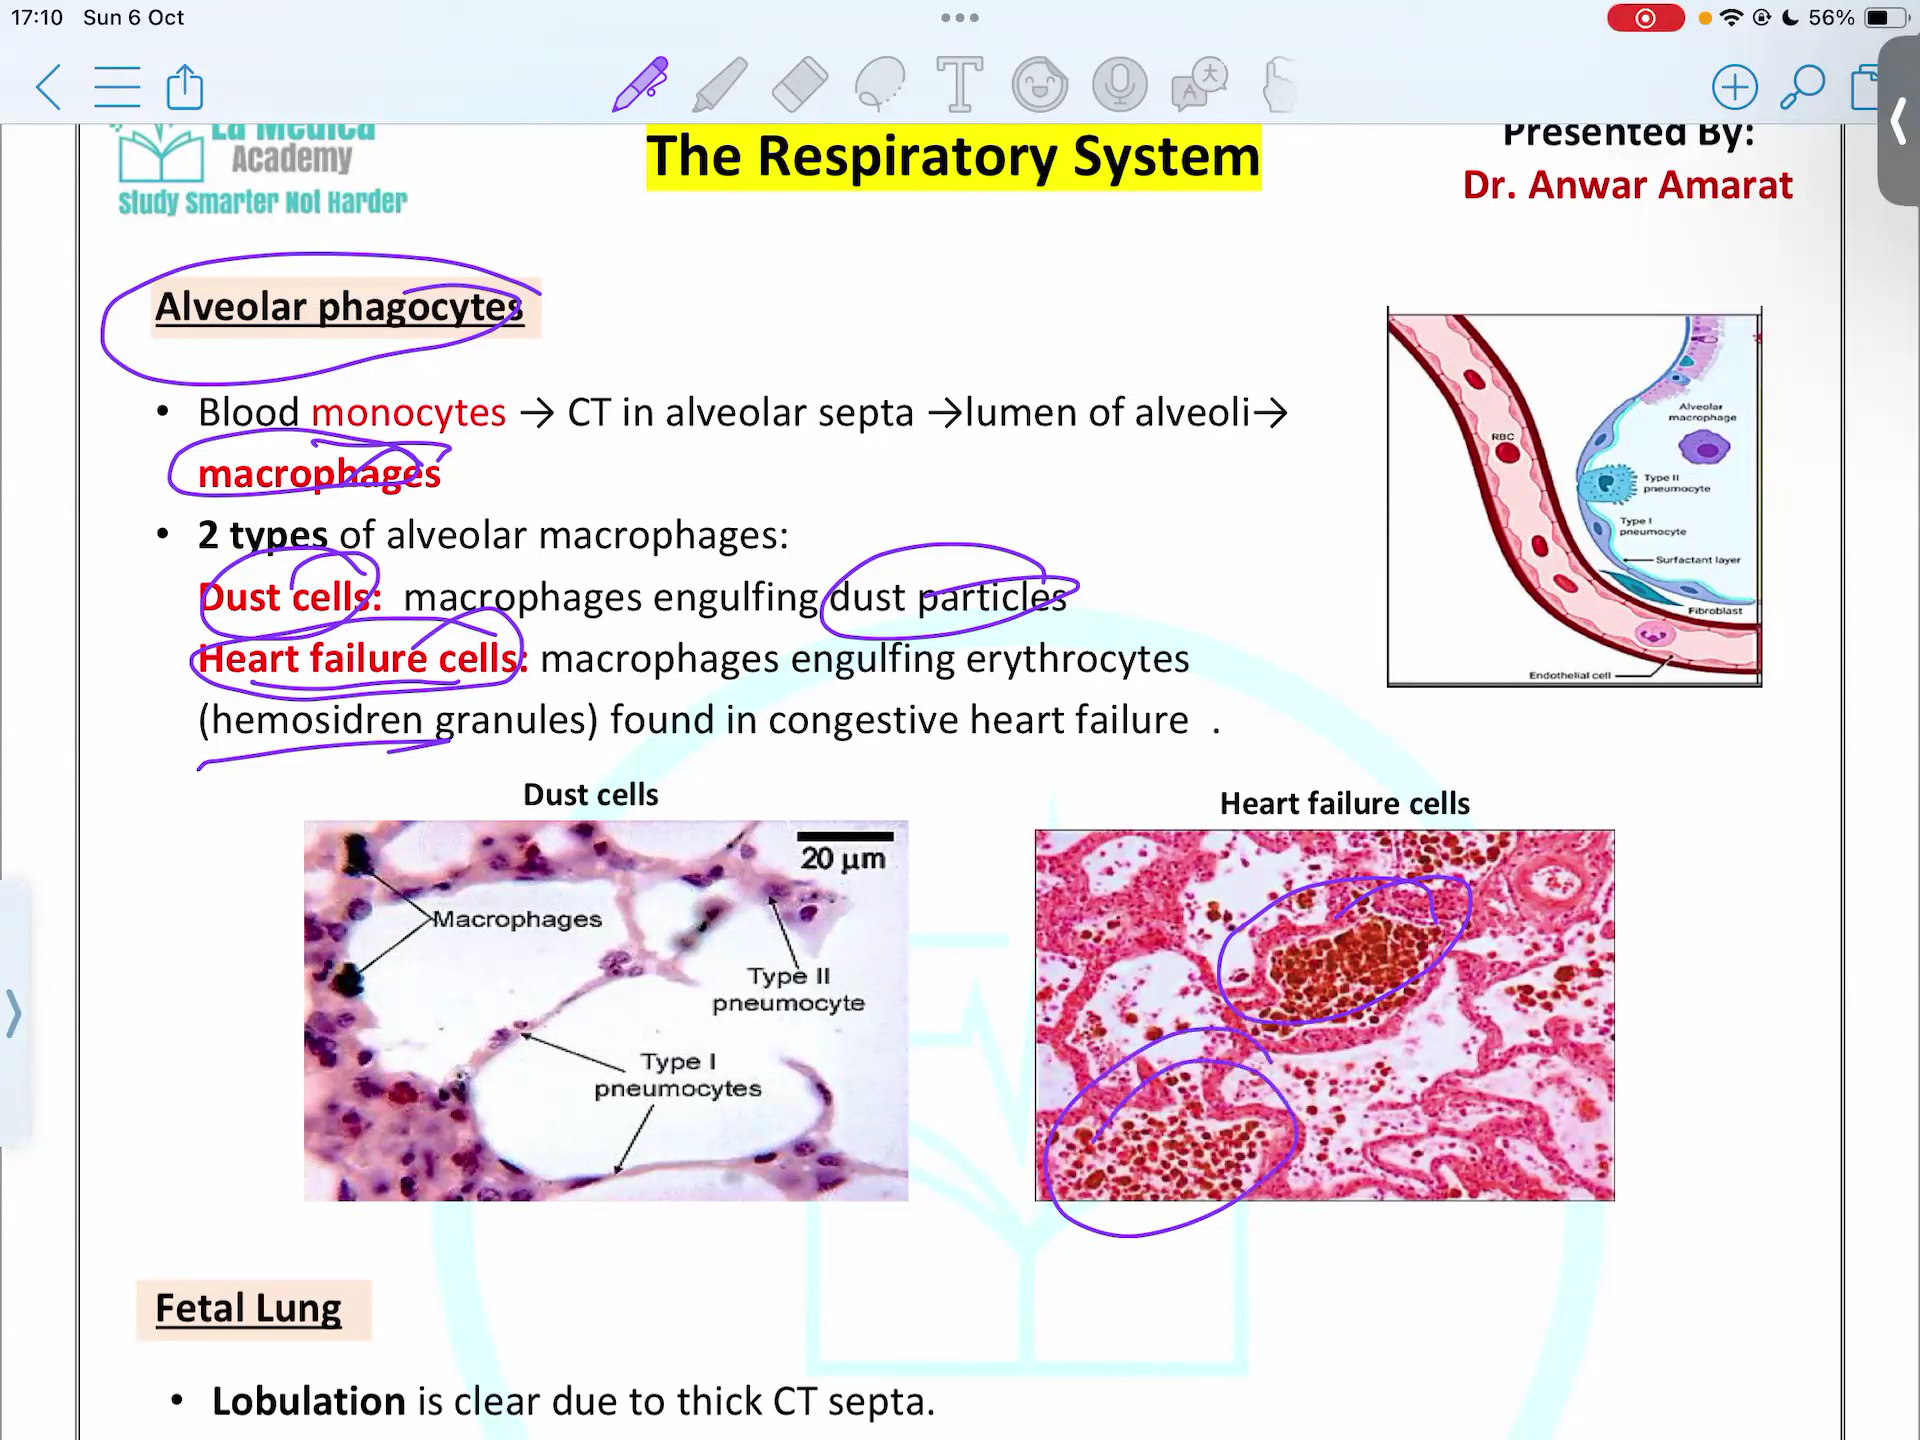 17:10 Sun 6 Oct
56%
La Medica
Academy
Study Smarter Not Harder
The Respiratory System
Presented By:
Dr. Anwar Amarat
Alveolar phagocytes
• Blood monocytes → CT in alveolar septa →lumen of alveoli→
macrophages
• 2 types of alveolar macrophages:
Dust cells: macrophages engulfing dust particles
Heart failure cells: macrophages engulfing erythrocytes
(hemosidren granules) found in congestive heart failure .
Alveolar
macrophage
RBC
Type II
pneumocyte
Type I
pneumocyte
Surfactant layer
Fibroblast
Endothelial cell
Dust cells
20 µm
Macrophages
Type II
pneumocyte
Type I
pneumocytes
Heart failure cells
Fetal Lung
• Lobulation is clear due to thick CT septa.